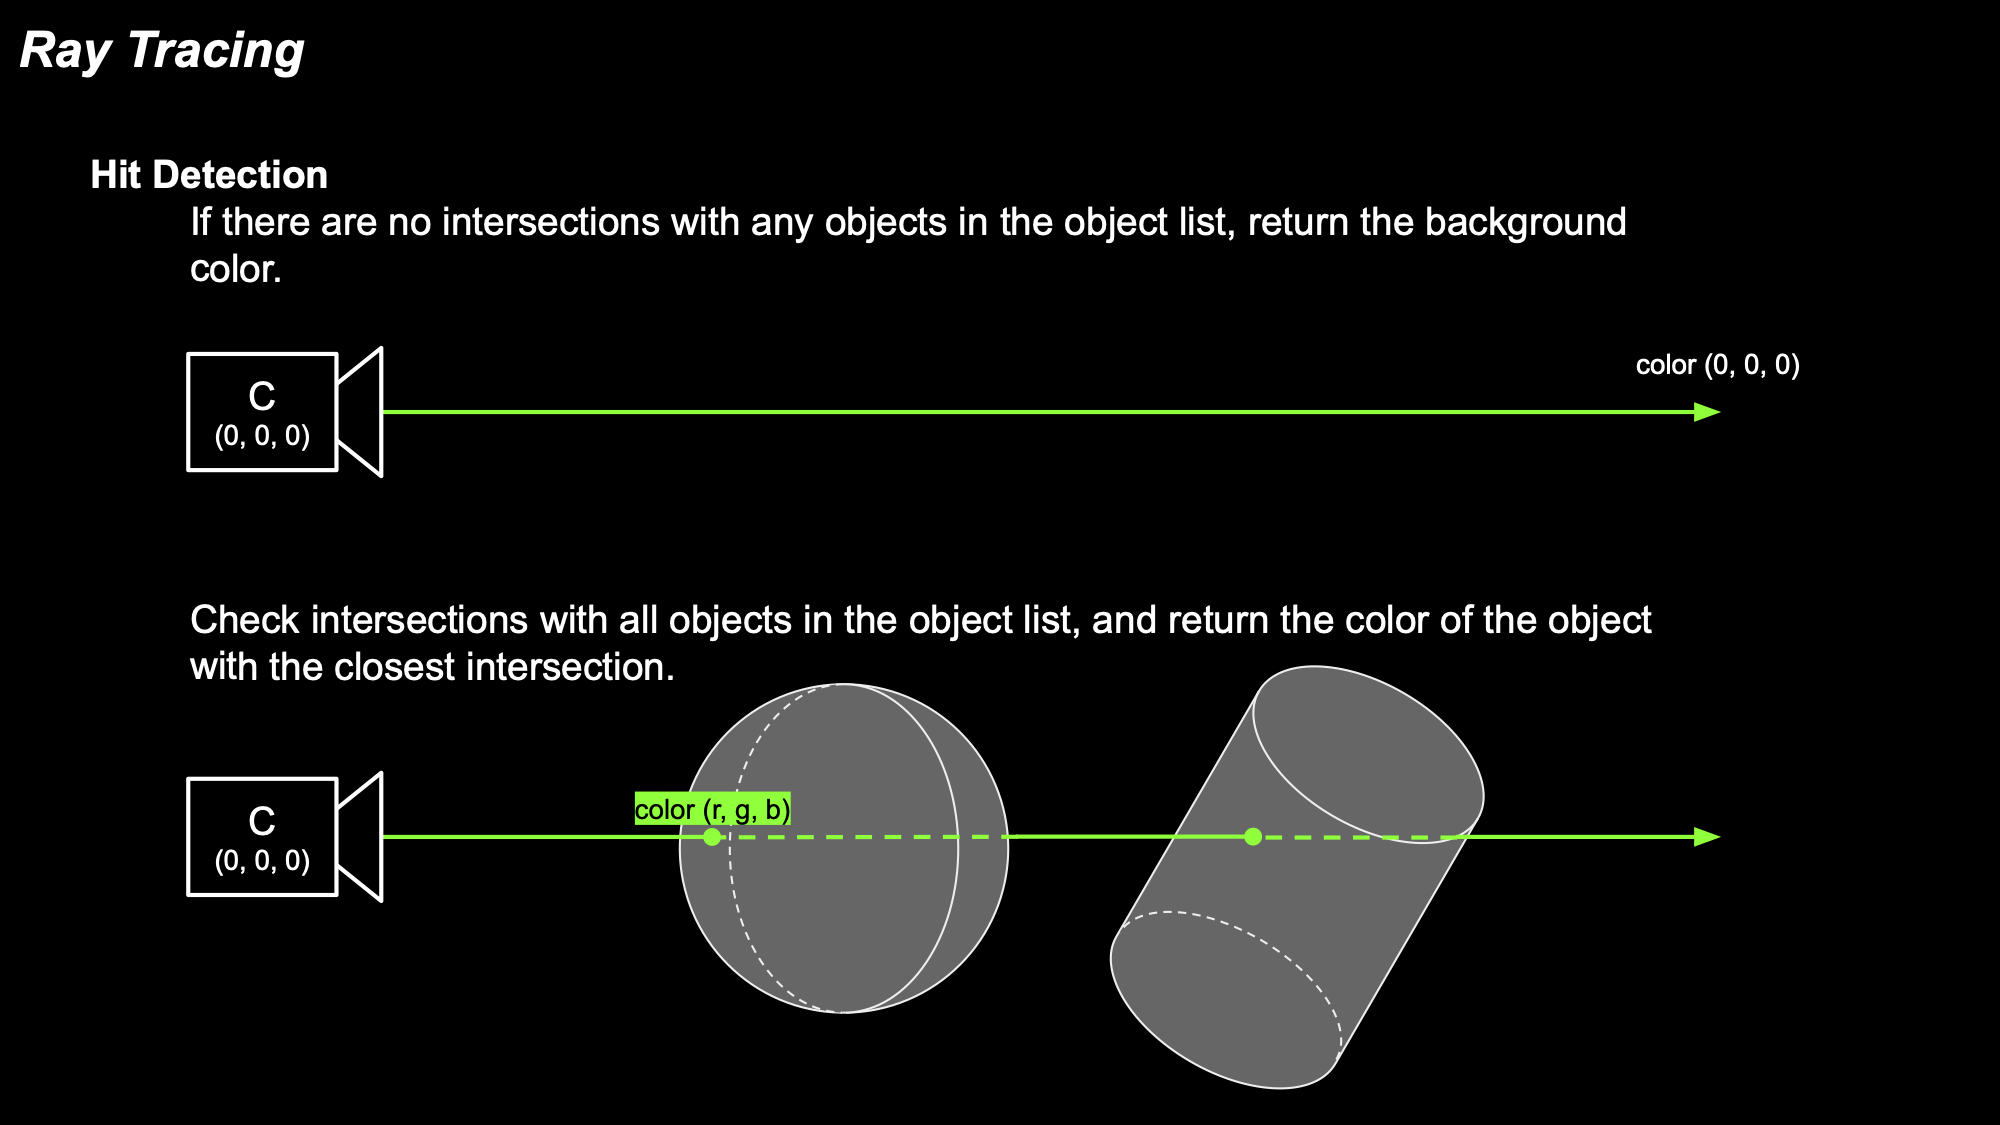 Ray Tracing
Hit Detection
If there are no intersections with any objects in the object list, return the background
color.
color (0, 0, 0)
C
(0, 0, 0)
Check intersections with all objects in the object list, and return the color of the object
with the closest intersection.
color (r, g, b)
C
(0, 0, 0)